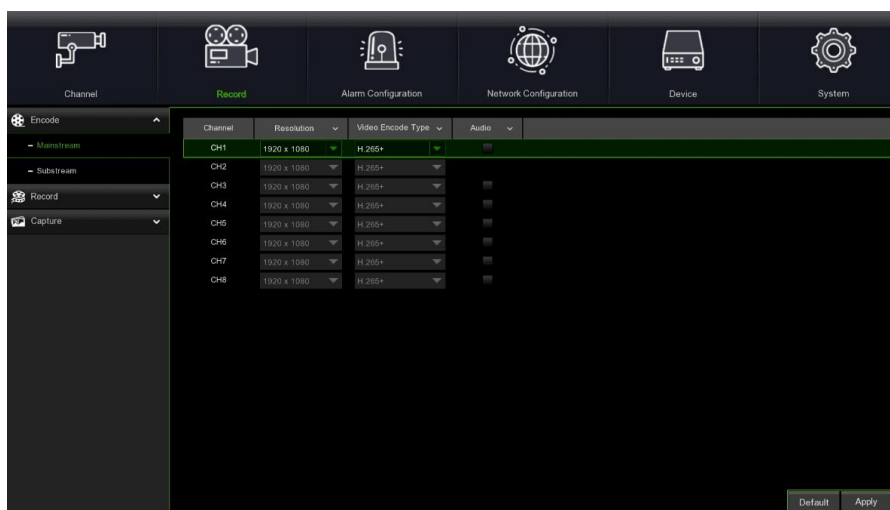 Channel Record Alarm Configuration Network Configuration Device System
Encode
Mainstream
Substream
Record
Capture
Channel Resolution Video Encode Type Audio
CH1 1920 x 1080 H.265+
CH2 1920 x 1080 H.265+
CH3 1920 x 1080 H.265+
CH4 1920 x 1080 H.265+
CH5 1920 x 1080 H.265+
CH6 1920 x 1080 H.265+
CH7 1920 x 1080 H.265+
CH8 1920 x 1080 H.265+
Default Apply